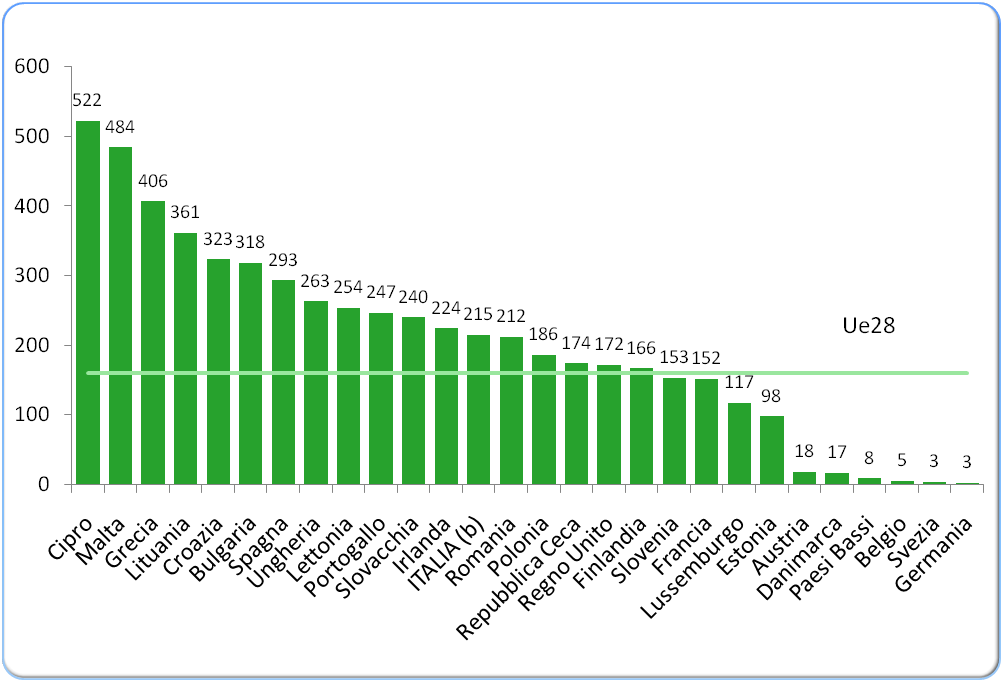 600
500
400
300
200
100
0
522
484
406
361
323
318
293
263
254
247
240
224
215
212
186
174
172
166
153
152
117
98
18
17
8
5
3
3
Ue28
Cipro
Malta
Grecia
Lituania
Croazia
Bulgaria
Spagna
Ungheria
Lettonia
Portogallo
Slovacchia
Irlanda
ITALIA (b)
Romania
Polonia
Repubblica Ceca
Regno Unito
Finlandia
Slovenia
Francia
Lussemburgo
Estonia
Austria
Danimarca
Paesi Bassi
Belgio
Svezia
Germania